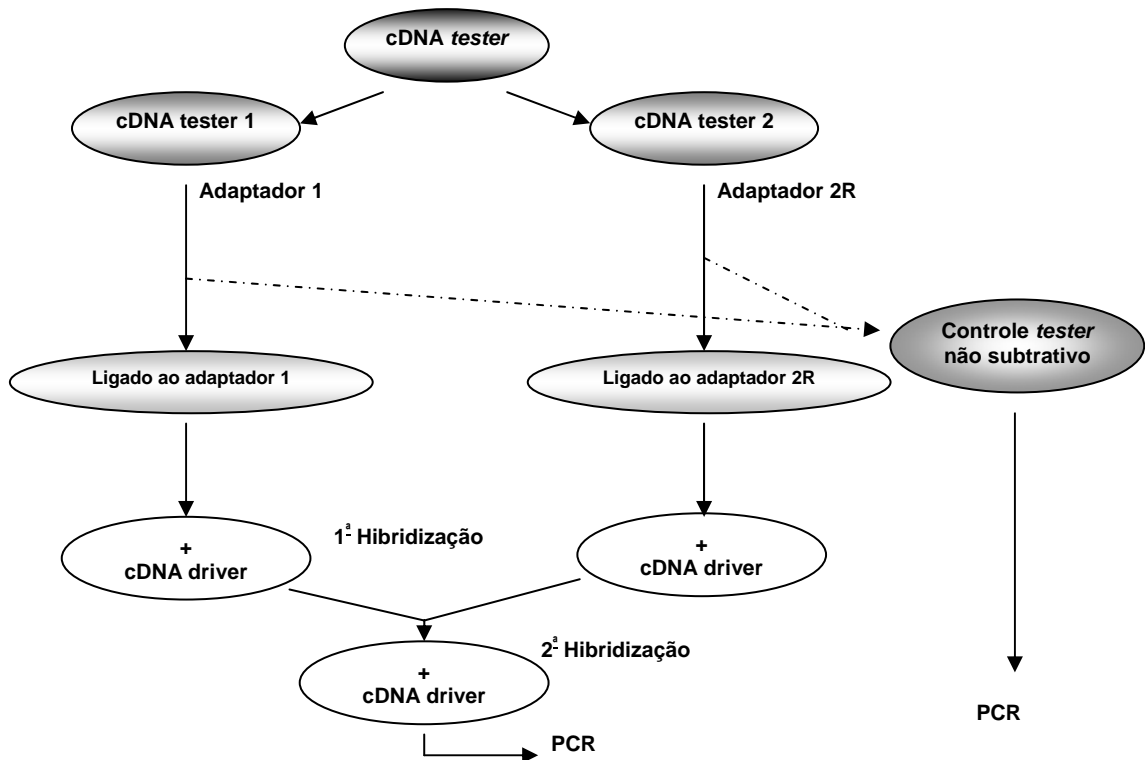 cDNA tester
cDNA tester 1
cDNA tester 2
Adaptador 1
Adaptador 2R
Controle tester
não subtrativo
Ligado ao adaptador 1
Ligado ao adaptador 2R
+
cDNA driver
1ª Hibridização
+
cDNA driver
2ª Hibridização
+
cDNA driver
PCR
PCR